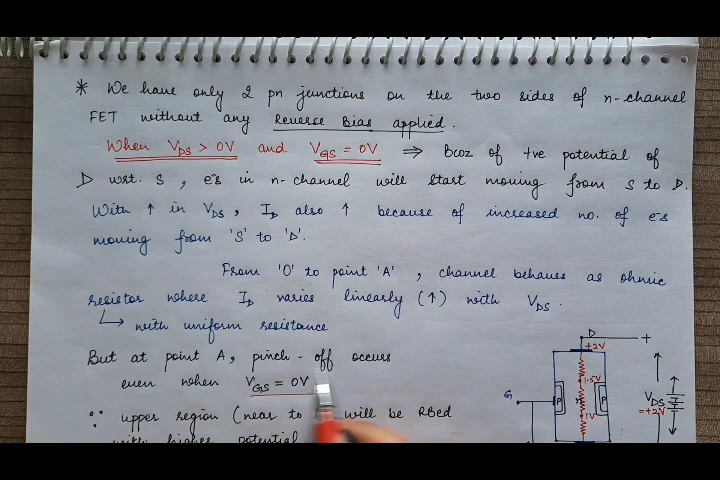 * We have only 2 pn junctions on the two sides of n-channel
FET without any Reverse Bias applied.
When VDS > 0V and VGS = 0V ⇒ Bcoz of +ve potential of
D wrt. S, e's in n-channel will start moving from S to D.
With ↑ in VDS, ID also ↑ because of increased no. of e-s
moving from 'S' to 'D'.
From 'O' to point 'A', channel behaves as ohmic
resistor where ID varies linearly (↑) with VDS.
↳ with uniform resistance
But at point A, pinch-off occurs
even when VGS = 0V
∵ upper region (near to will be RBed
with higher potential
D +
+2V
1.5V
G P n P
1V
VDS
=+2V